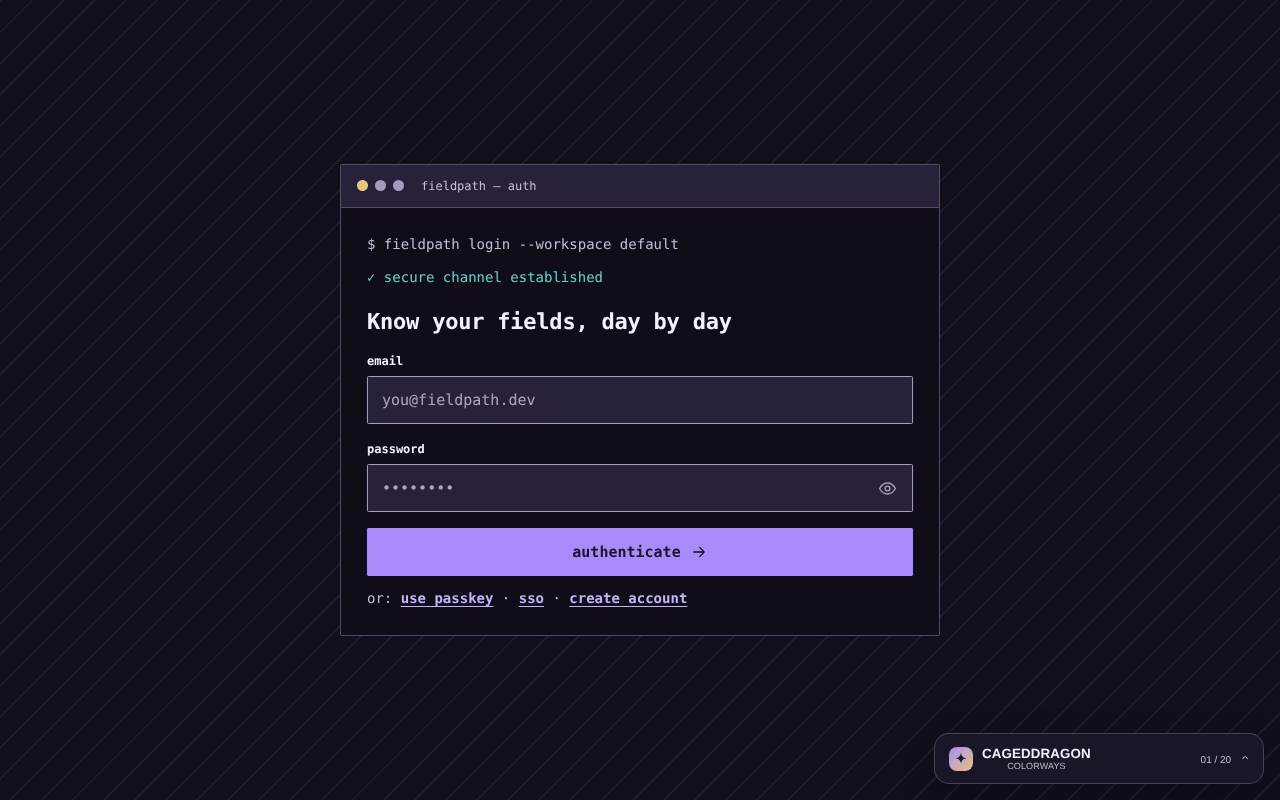 fieldpath — auth
$ fieldpath login --workspace default
✓ secure channel established
Know your fields, day by day
email
you@fieldpath.dev
password
••••••••
authenticate →
or: use passkey · sso · create account
CAGEDDRAGON
COLORWAYS
01 / 20